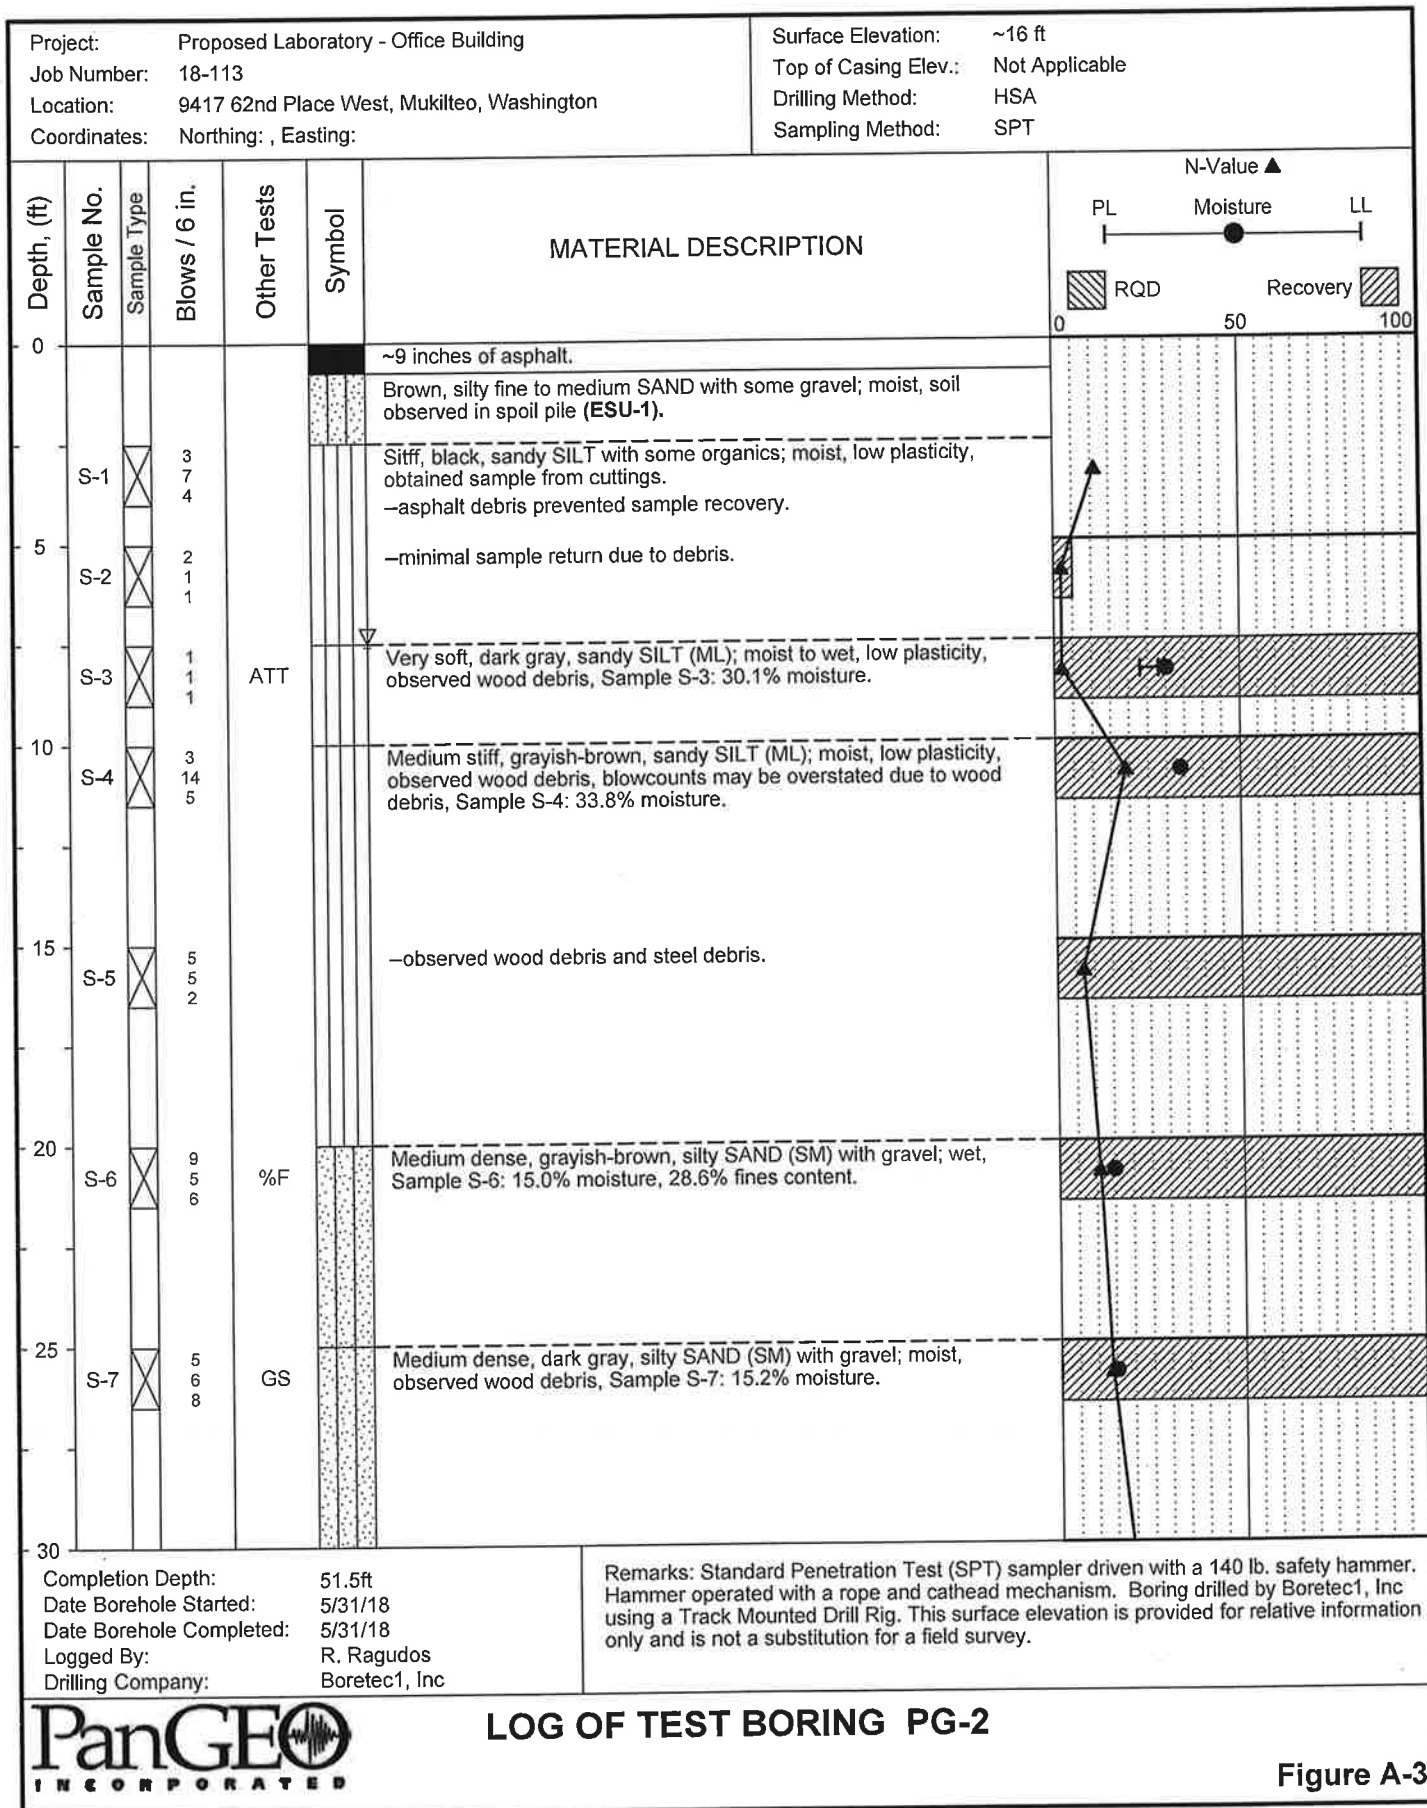 Project: Proposed Laboratory - Office Building
Job Number: 18-113
Location: 9417 62nd Place West, Mukilteo, Washington
Coordinates: Northing: , Easting:
Surface Elevation: ~16 ft
Top of Casing Elev.: Not Applicable
Drilling Method: HSA
Sampling Method: SPT
Depth, (ft)
Sample No.
Sample Type
Blows / 6 in.
Other Tests
Symbol
MATERIAL DESCRIPTION
N-Value ▲
PL Moisture LL
RQD Recovery
0 50 100
0
~9 inches of asphalt.
Brown, silty fine to medium SAND with some gravel; moist, soil
observed in spoil pile (ESU-1).
S-1
3
7
4
Sitff, black, sandy SILT with some organics; moist, low plasticity,
obtained sample from cuttings.
–asphalt debris prevented sample recovery.
5
S-2
2
1
1
–minimal sample return due to debris.
S-3
1
1
1
ATT
Very soft, dark gray, sandy SILT (ML); moist to wet, low plasticity,
observed wood debris, Sample S-3: 30.1% moisture.
10
S-4
3
14
5
Medium stiff, grayish-brown, sandy SILT (ML); moist, low plasticity,
observed wood debris, blowcounts may be overstated due to wood
debris, Sample S-4: 33.8% moisture.
15
S-5
5
5
2
–observed wood debris and steel debris.
20
S-6
9
5
6
%F
Medium dense, grayish-brown, silty SAND (SM) with gravel; wet,
Sample S-6: 15.0% moisture, 28.6% fines content.
25
S-7
5
6
8
GS
Medium dense, dark gray, silty SAND (SM) with gravel; moist,
observed wood debris, Sample S-7: 15.2% moisture.
30
Completion Depth: 51.5ft
Date Borehole Started: 5/31/18
Date Borehole Completed: 5/31/18
Logged By: R. Ragudos
Drilling Company: Boretec1, Inc
Remarks: Standard Penetration Test (SPT) sampler driven with a 140 lb. safety hammer.
Hammer operated with a rope and cathead mechanism. Boring drilled by Boretec1, Inc
using a Track Mounted Drill Rig. This surface elevation is provided for relative information
only and is not a substitution for a field survey.
PanGEO
INCORPORATED
LOG OF TEST BORING PG-2
Figure A-3